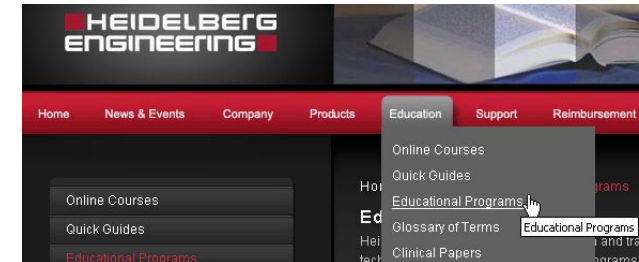 HEIDELBERG
ENGINEERING
Home News & Events Company Products Education Support Reimbursement
Online Courses
Quick Guides
Educational Programs
Glossary of Terms
Clinical Papers
Educational Programs
Online Courses
Quick Guides
Educational Programs